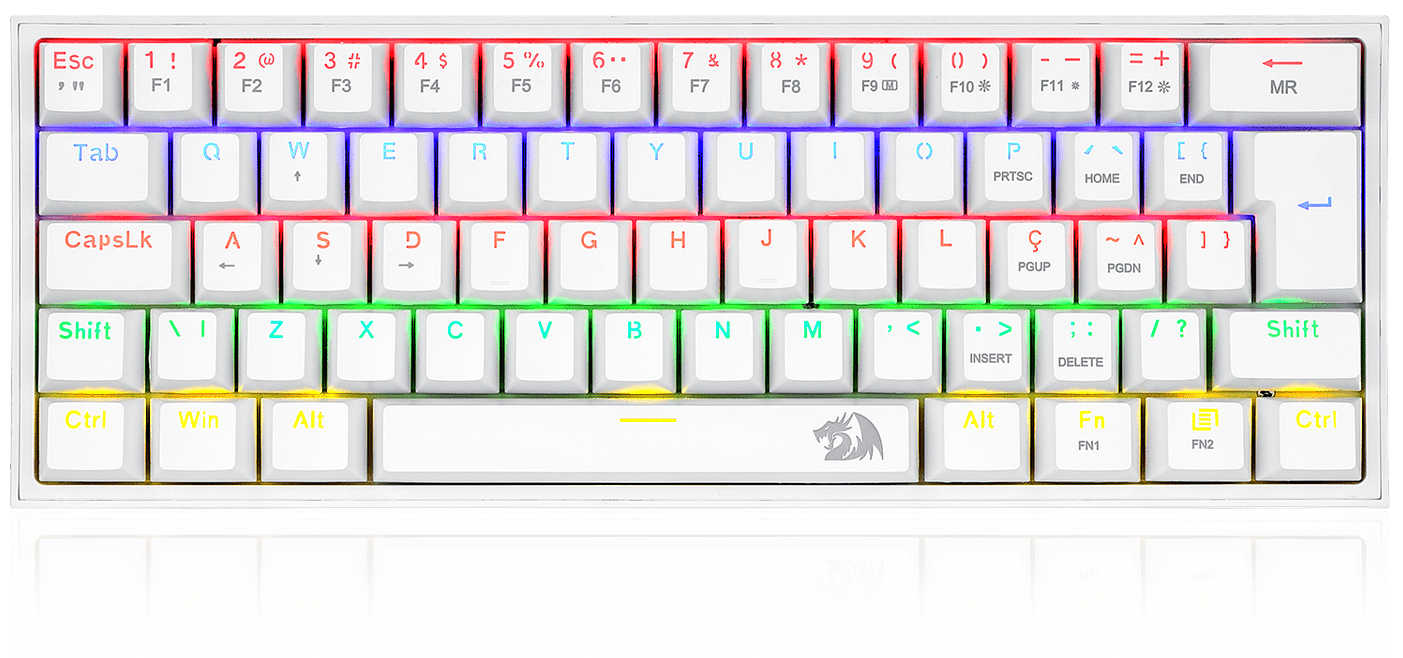 Esc 1 ! 2 @ 3 # 4 $ 5 % 6 ¨ 7 & 8 * 9 ( 0 ) - — = + ←
' " F1 F2 F3 F4 F5 F6 F7 F8 F9 M F10 F11 F12 MR
Tab Q W E R T Y U I O P ´ ` [ {
↑ PRTSC HOME END
↵
CapsLk A S D F G H J K L Ç ~ ^ ] }
← ↓ → PGUP PGDN
Shift \ | Z X C V B N M , < . > ; : / ? Shift
INSERT DELETE
Ctrl Win Alt Alt Fn Ctrl
FN1 FN2